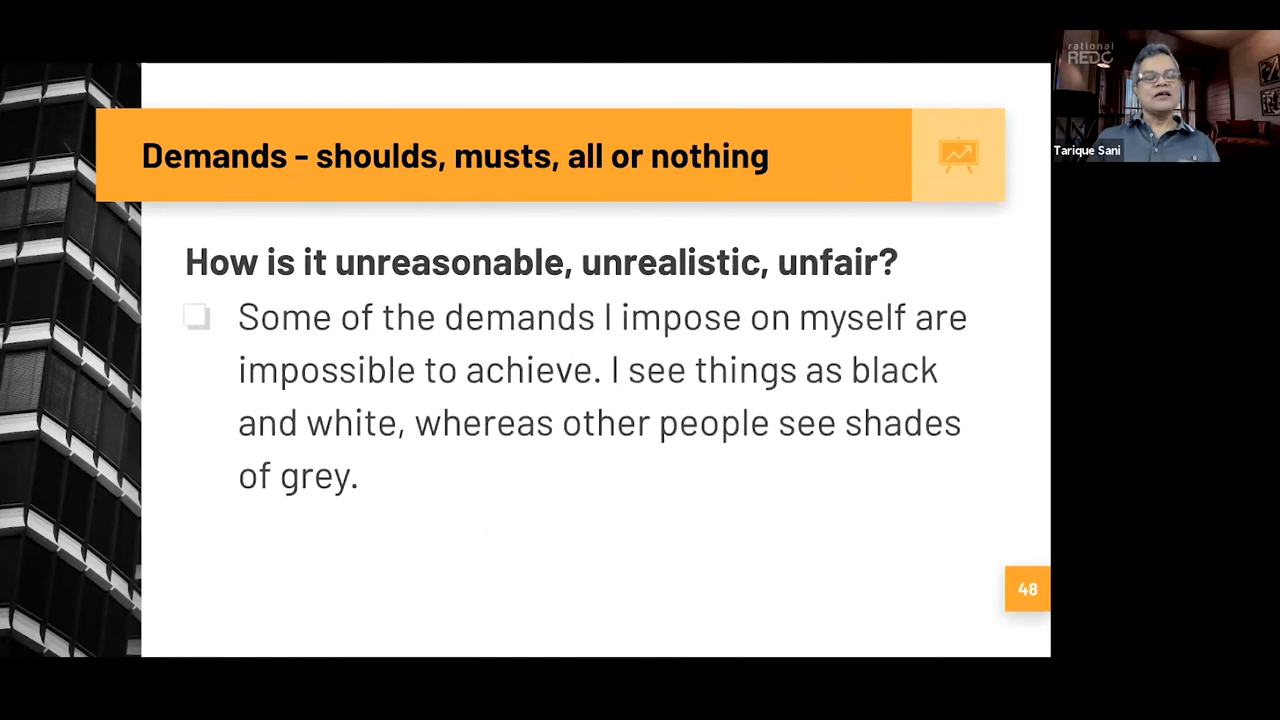 rational
REDC
Tarique Sani
Demands - shoulds, musts, all or nothing
How is it unreasonable, unrealistic, unfair?
Some of the demands I impose on myself are
impossible to achieve. I see things as black
and white, whereas other people see shades
of grey.
48